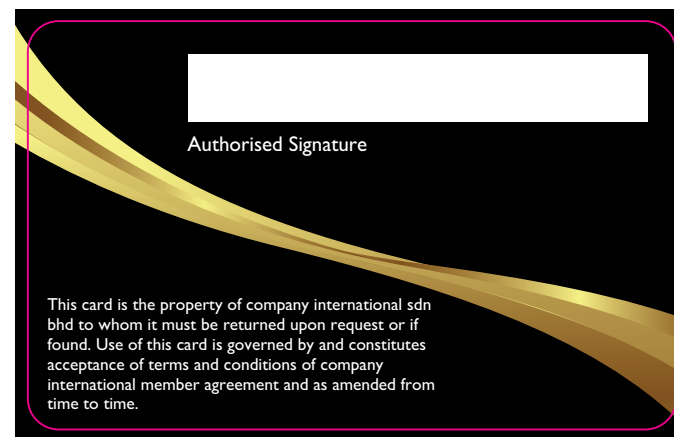 Authorised Signature
This card is the property of company international sdn
bhd to whom it must be returned upon request or if
found. Use of this card is governed by and constitutes
acceptance of terms and conditions of company
international member agreement and as amended from
time to time.